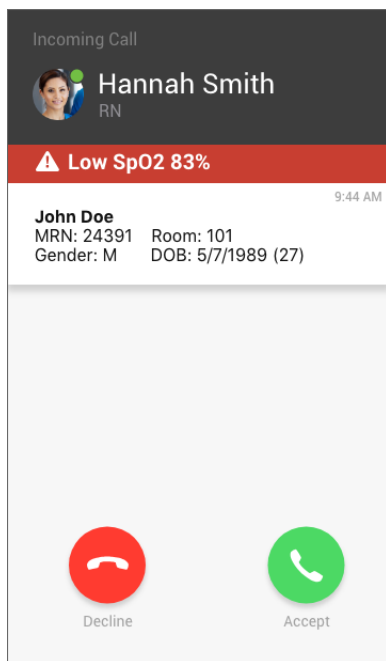 Incoming Call
Hannah Smith
RN
Low SpO2 83%
9:44 AM
John Doe
MRN: 24391 Room: 101
Gender: M DOB: 5/7/1989 (27)
Decline Accept